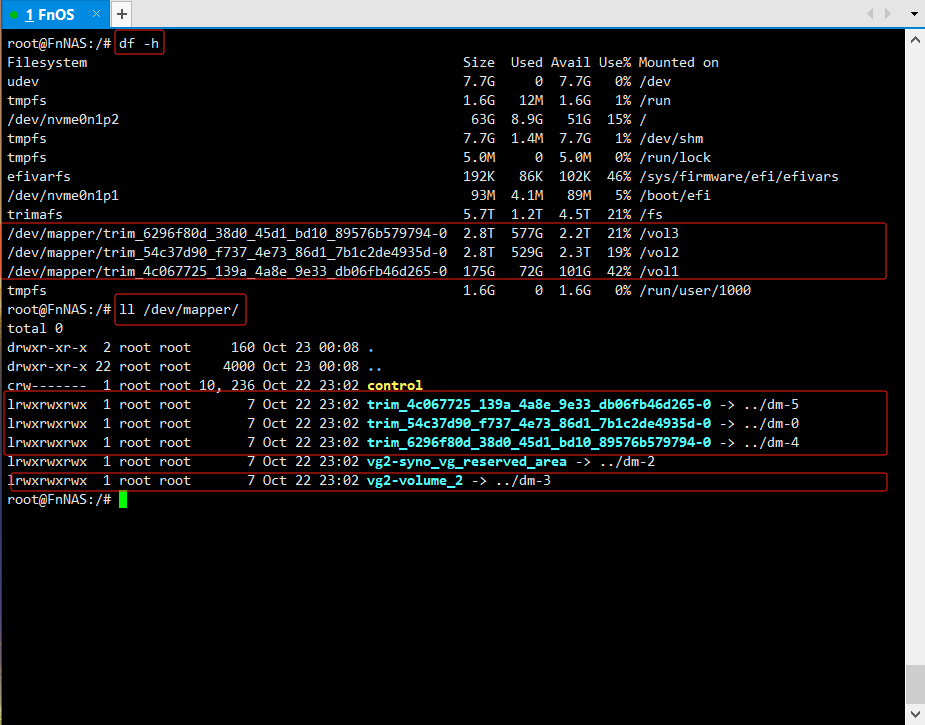 1 FnOS × +
root@FnNAS:/# df -h
Filesystem Size Used Avail Use% Mounted on
udev 7.7G 0 7.7G 0% /dev
tmpfs 1.6G 12M 1.6G 1% /run
/dev/nvme0n1p2 63G 8.9G 51G 15% /
tmpfs 7.7G 1.4M 7.7G 1% /dev/shm
tmpfs 5.0M 0 5.0M 0% /run/lock
efivarfs 192K 86K 102K 46% /sys/firmware/efi/efivars
/dev/nvme0n1p1 93M 4.1M 89M 5% /boot/efi
trimafs 5.7T 1.2T 4.5T 21% /fs
/dev/mapper/trim_6296f80d_38d0_45d1_bd10_89576b579794-0 2.8T 577G 2.2T 21% /vol3
/dev/mapper/trim_54c37d90_f737_4e73_86d1_7b1c2de4935d-0 2.8T 529G 2.3T 19% /vol2
/dev/mapper/trim_4c067725_139a_4a8e_9e33_db06fb46d265-0 175G 72G 101G 42% /vol1
tmpfs 1.6G 0 1.6G 0% /run/user/1000
root@FnNAS:/# ll /dev/mapper/
total 0
drwxr-xr-x 2 root root 160 Oct 23 00:08 .
drwxr-xr-x 22 root root 4000 Oct 23 00:08 ..
crw------- 1 root root 10, 236 Oct 22 23:02 control
lrwxrwxrwx 1 root root 7 Oct 22 23:02 trim_4c067725_139a_4a8e_9e33_db06fb46d265-0 -> ../dm-5
lrwxrwxrwx 1 root root 7 Oct 22 23:02 trim_54c37d90_f737_4e73_86d1_7b1c2de4935d-0 -> ../dm-0
lrwxrwxrwx 1 root root 7 Oct 22 23:02 trim_6296f80d_38d0_45d1_bd10_89576b579794-0 -> ../dm-4
lrwxrwxrwx 1 root root 7 Oct 22 23:02 vg2-syno_vg_reserved_area -> ../dm-2
lrwxrwxrwx 1 root root 7 Oct 22 23:02 vg2-volume_2 -> ../dm-3
root@FnNAS:/#